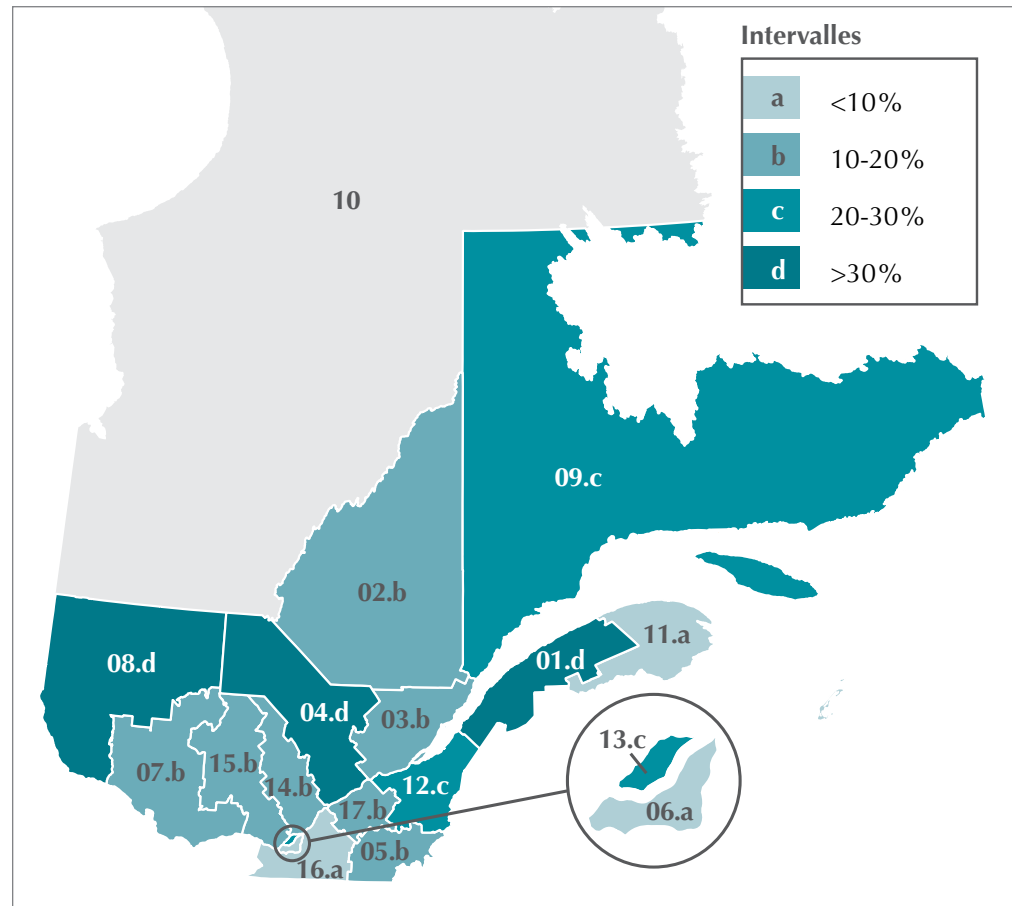 Intervalles
a <10%
b 10-20%
c 20-30%
d >30%
10
09.c
02.b
11.a
01.d
08.d
04.d
03.b
13.c
07.b
15.b
14.b
12.c
17.b
06.a
05.b
16.a